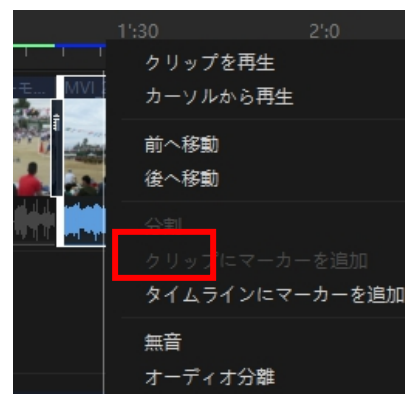 1':30 2':0
クリップを再生
カーソルから再生
モ... MVI
前へ移動
後へ移動
分割
クリップにマーカーを追加
タイムラインにマーカーを追加
無音
オーディオ分離